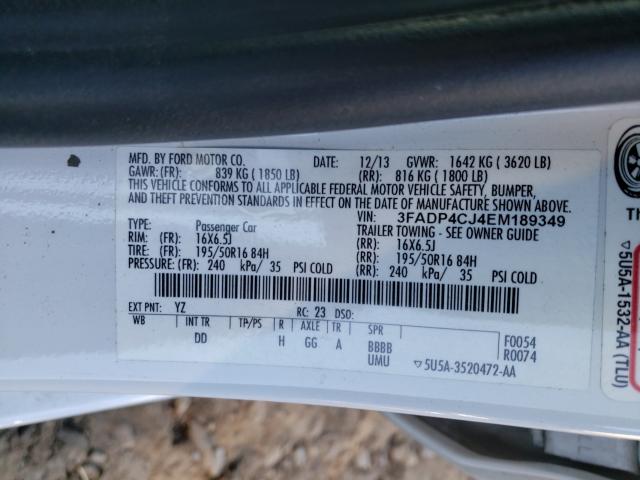 MFD. BY FORD MOTOR CO. DATE: 12/13 GVWR: 1642 KG ( 3620 LB)
GAWR: (FR): 839 KG ( 1850 LB) (RR): 816 KG ( 1800 LB)
THIS VEHICLE CONFORMS TO ALL APPLICABLE FEDERAL MOTOR VEHICLE SAFETY, BUMPER,
AND THEFT PREVENTION STANDARDS IN EFFECT ON THE DATE OF MANUFACTURE SHOWN ABOVE.
VIN: 3FADP4CJ4EM189349
TYPE: Passenger Car TRAILER TOWING - SEE OWNER GUIDE
RIM: (FR): 16X6.5J (RR): 16X6.5J
TIRE: (FR): 195/50R16 84H (RR): 195/50R16 84H
PRESSURE: (FR): 240 kPa/ 35 PSI COLD (RR): 240 kPa/ 35 PSI COLD
EXT PNT: YZ RC: 23 DSO:
WB INT TR TP/PS R AXLE TR SPR
DD H GG A BBBB F0054
UMU R0074
5U5A-3520472-AA
5U5A-1532-AA (TLU)